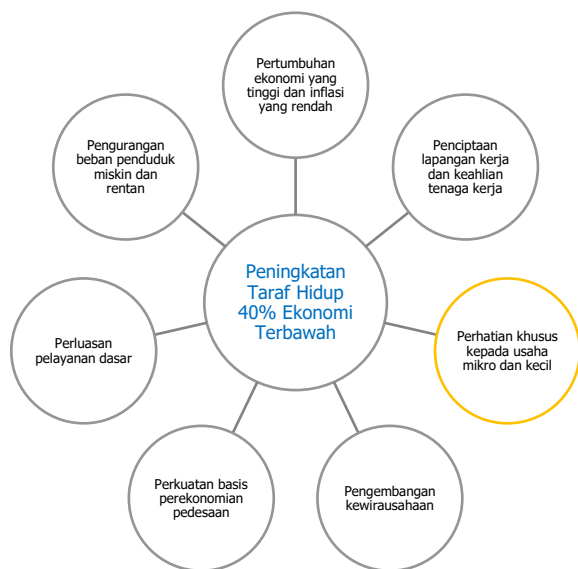 Pertumbuhan
ekonomi yang
tinggi dan inflasi
yang rendah
Penciptaan
lapangan kerja
dan keahlian
tenaga kerja
Perhatian khusus
kepada usaha
mikro dan kecil
Pengembangan
kewirausahaan
Perkuatan basis
perekonomian
pedesaan
Perluasan
pelayanan dasar
Pengurangan
beban penduduk
miskin dan
rentan
Peningkatan
Taraf Hidup
40% Ekonomi
Terbawah